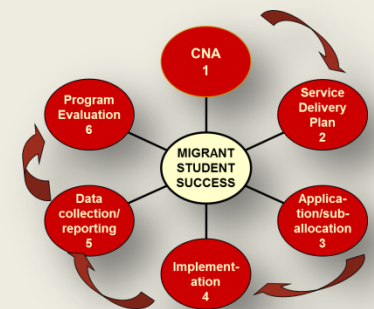 CNA
1
Service
Delivery
Plan
2
Applica-
tion/sub-
allocation
3
Implement-
ation
4
Data
collection/
reporting
5
Program
Evaluation
6
MIGRANT
STUDENT
SUCCESS